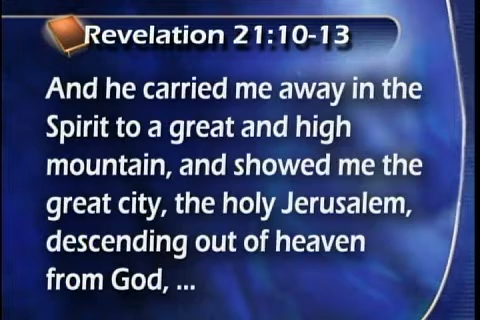 Revelation 21:10-13
And he carried me away in the
Spirit to a great and high
mountain, and showed me the
great city, the holy Jerusalem,
descending out of heaven
from God, ...